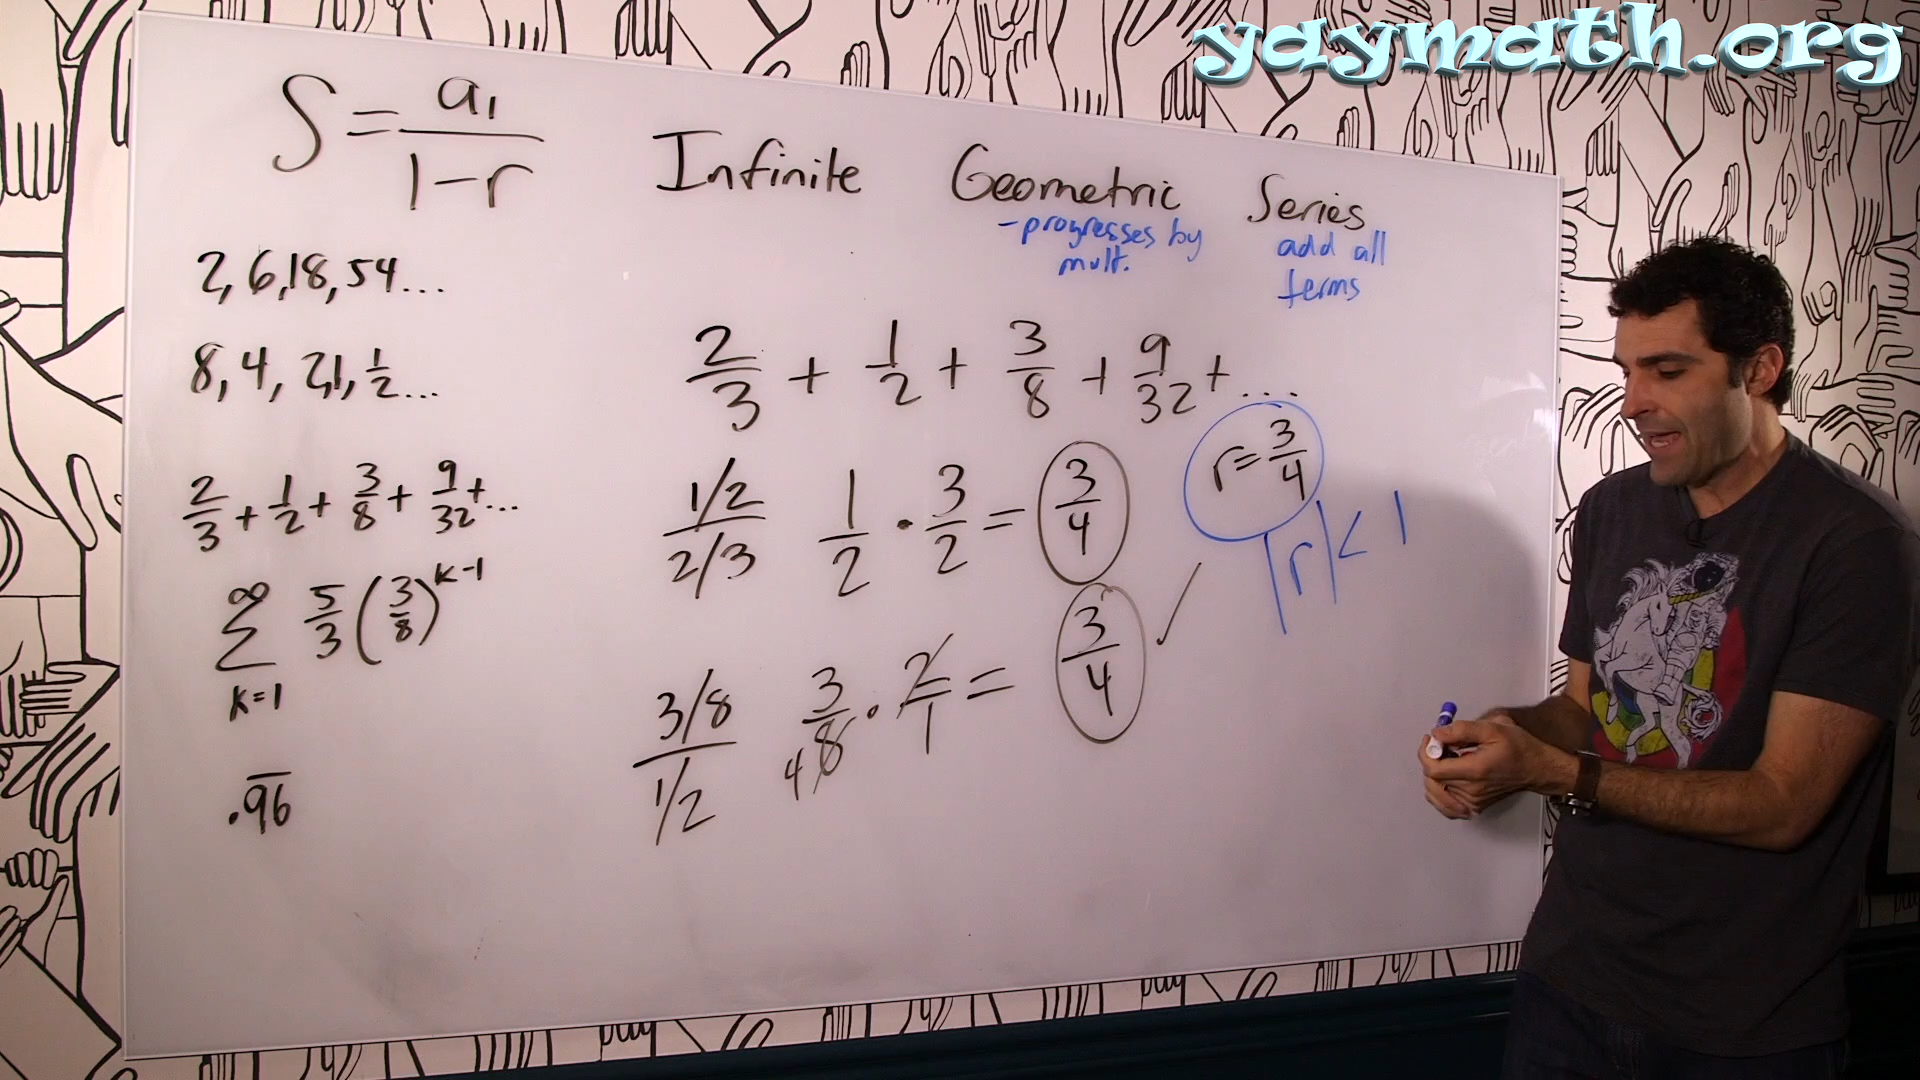 yaymath.org
S = a₁/(1-r)
Infinite Geometric Series
- progresses by
mult.
add all
terms
2, 6, 18, 54...
8, 4, 2, 1, 1/2...
2/3 + 1/2 + 3/8 + 9/32 + ...
∞
Σ 5/3 (3/8)^(k-1)
k=1
.9̅6̅
2/3 + 1/2 + 3/8 + 9/32 + ...
r = 3/4
|r| < 1
(1/2)/(2/3) 1/2 · 3/2 = 3/4
(3/8)/(1/2) 3/8 · 2/1 = 3/4 ✓
4